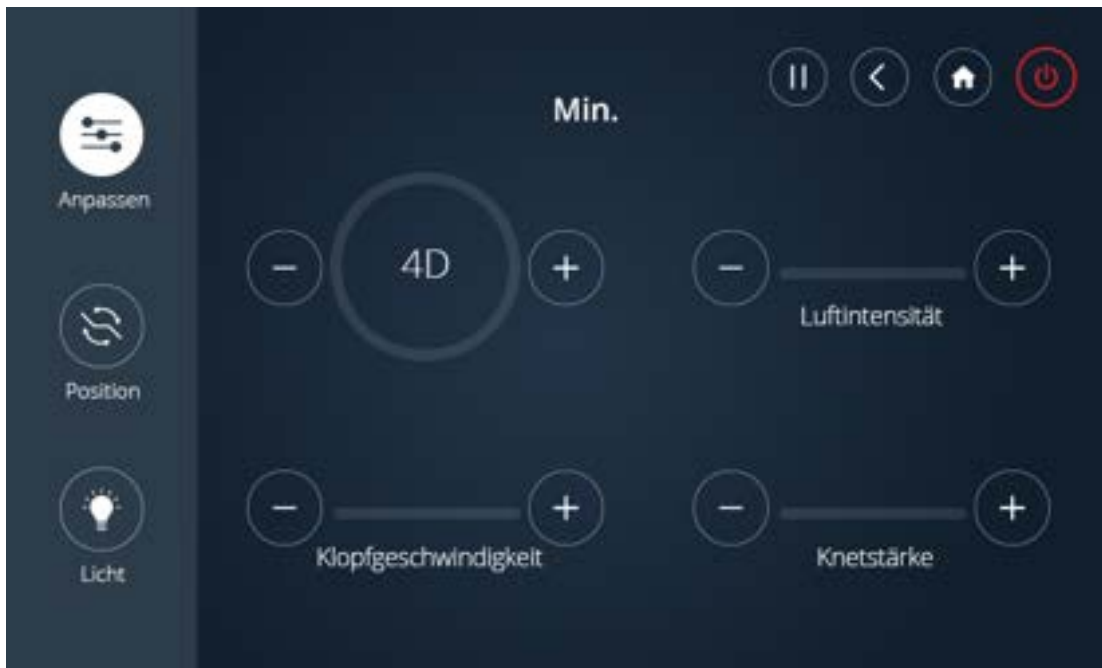 Min.
Anpassen
4D
Luftintensität
Position
Klopfgeschwindigkeit
Knetstärke
Licht